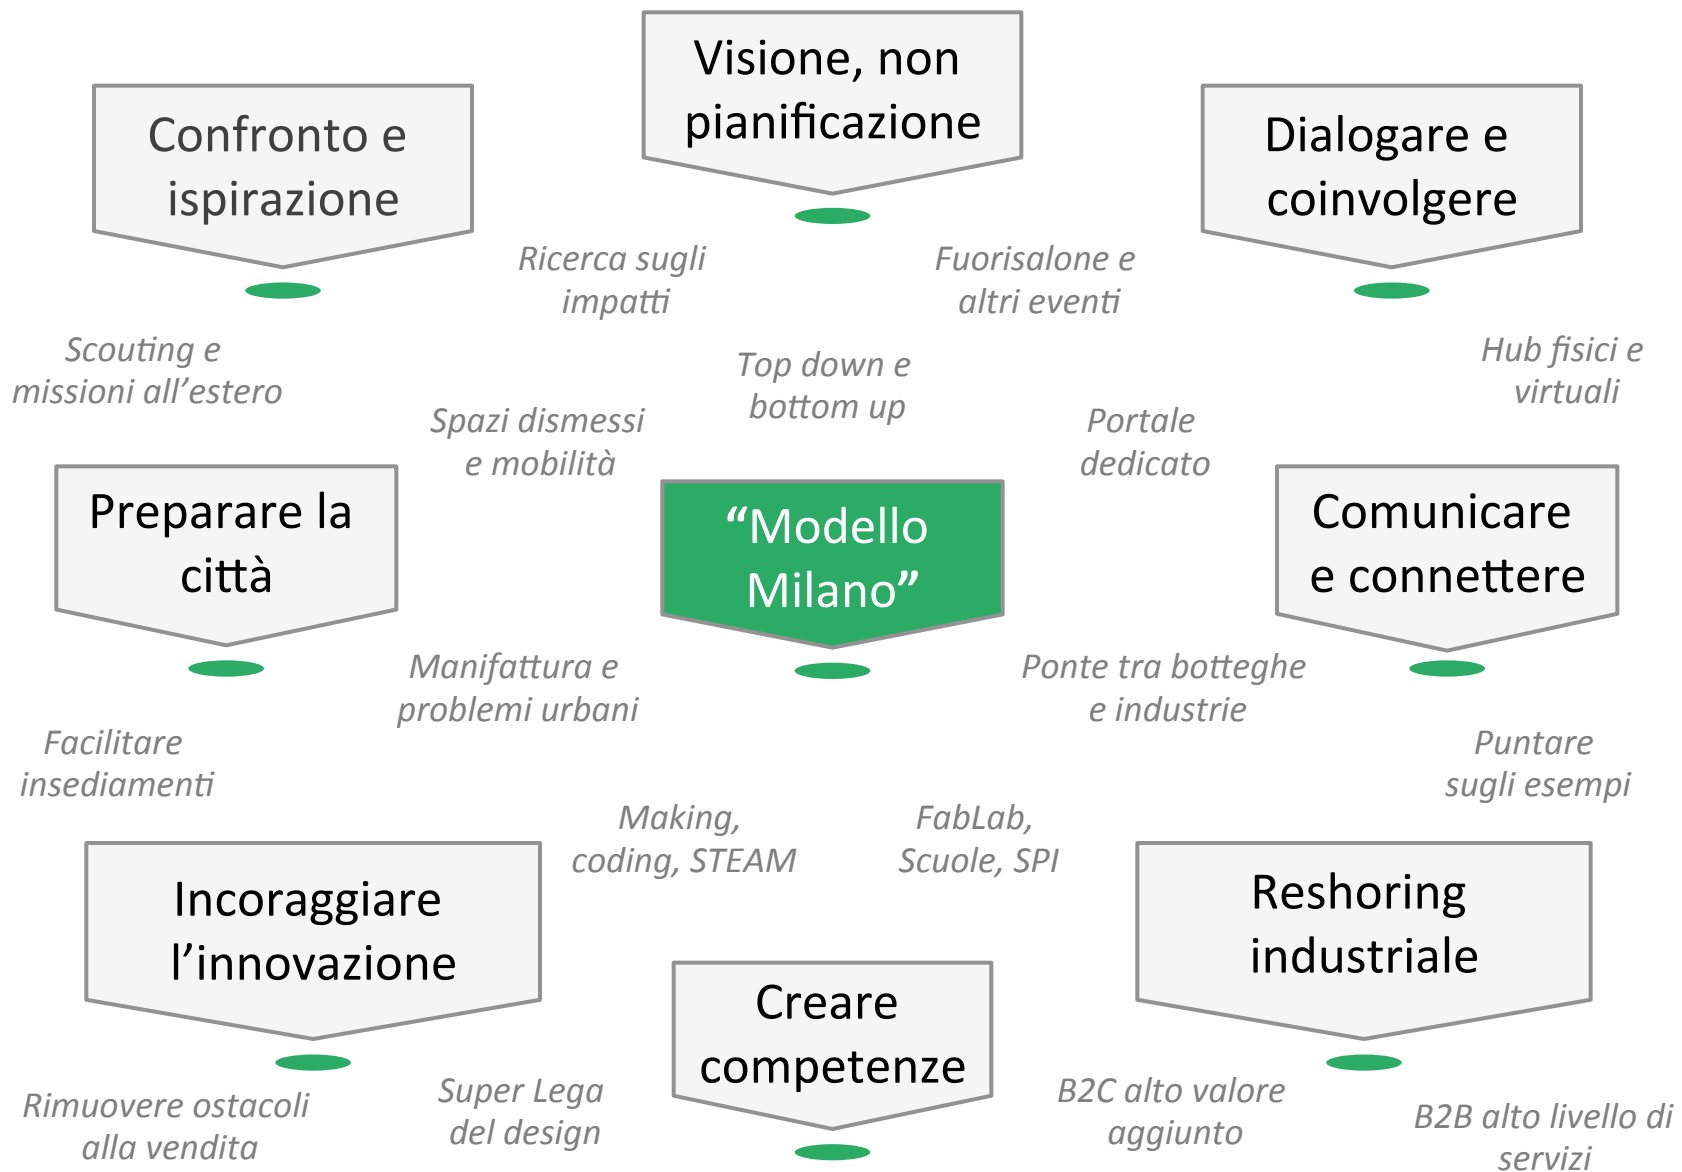 Visione, non
pianificazione
Confronto e
ispirazione
Dialogare e
coinvolgere
Ricerca sugli
impatti
Fuorisalone e
altri eventi
Scouting e
missioni all’estero
Top down e
bottom up
Hub fisici e
virtuali
Spazi dismessi
e mobilità
Portale
dedicato
Preparare la
città
“Modello
Milano”
Comunicare
e connettere
Manifattura e
problemi urbani
Ponte tra botteghe
e industrie
Facilitare
insediamenti
Puntare
sugli esempi
Making,
coding, STEAM
FabLab,
Scuole, SPI
Incoraggiare
l’innovazione
Reshoring
industriale
Creare
competenze
Rimuovere ostacoli
alla vendita
Super Lega
del design
B2C alto valore
aggiunto
B2B alto livello di
servizi